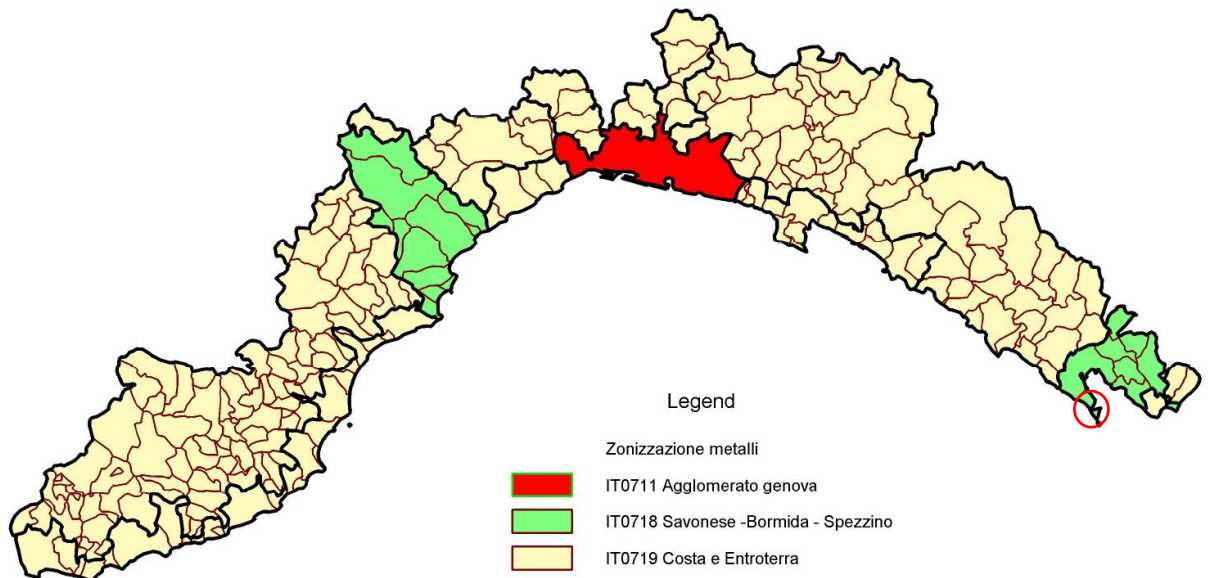 Legend
Zonizzazione metalli
IT0711 Agglomerato genova
IT0718 Savonese -Bormida - Spezzino
IT0719 Costa e Entroterra